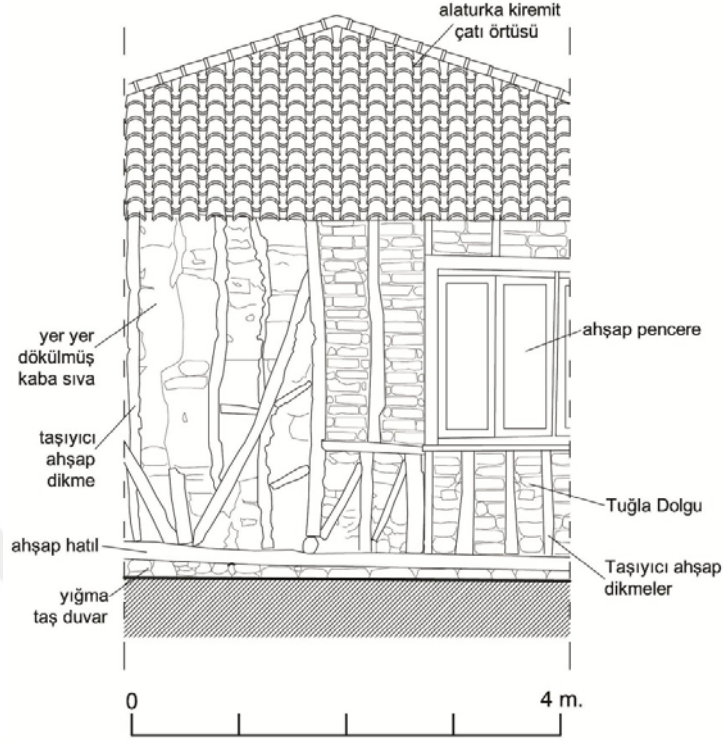 alaturka kiremit
çatı örtüsü
yer yer
dökülmüş
kaba sıva
ahşap pencere
taşıyıcı
ahşap
dikme
Tuğla Dolgu
ahşap hatıl
Taşıyıcı ahşap
dikmeler
yığma
taş duvar
0
4 m.